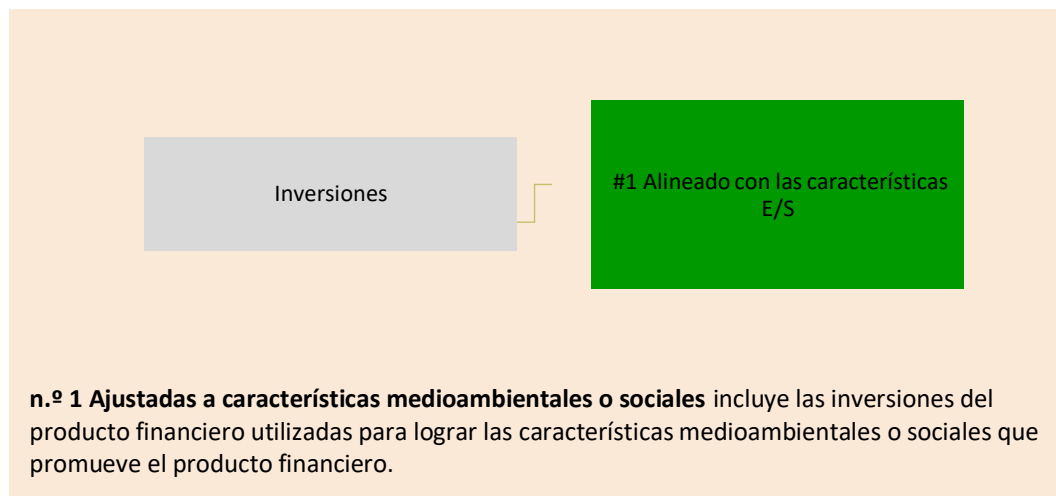 Inversiones
#1 Alineado con las características
E/S
n.º 1 Ajustadas a características medioambientales o sociales incluye las inversiones del
producto financiero utilizadas para lograr las características medioambientales o sociales que
promueve el producto financiero.